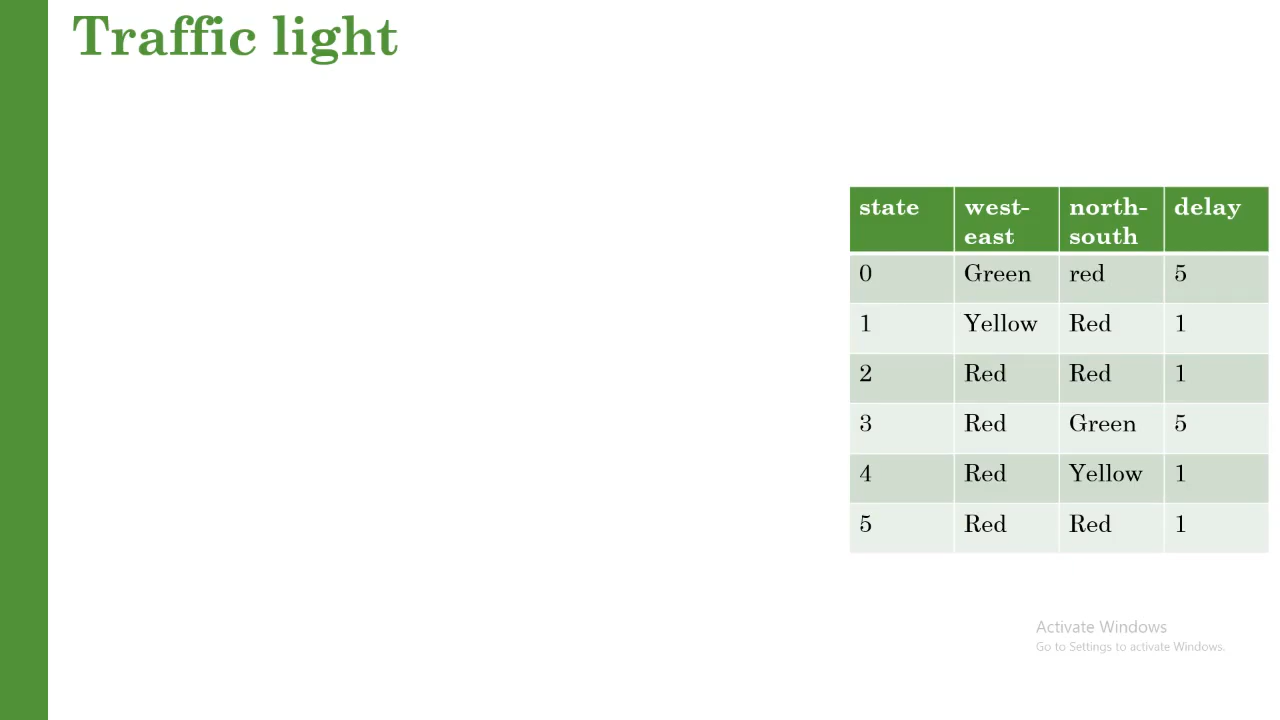 Traffic light
state west-east north-south delay
0 Green red 5
1 Yellow Red 1
2 Red Red 1
3 Red Green 5
4 Red Yellow 1
5 Red Red 1
Activate Windows
Go to Settings to activate Windows.